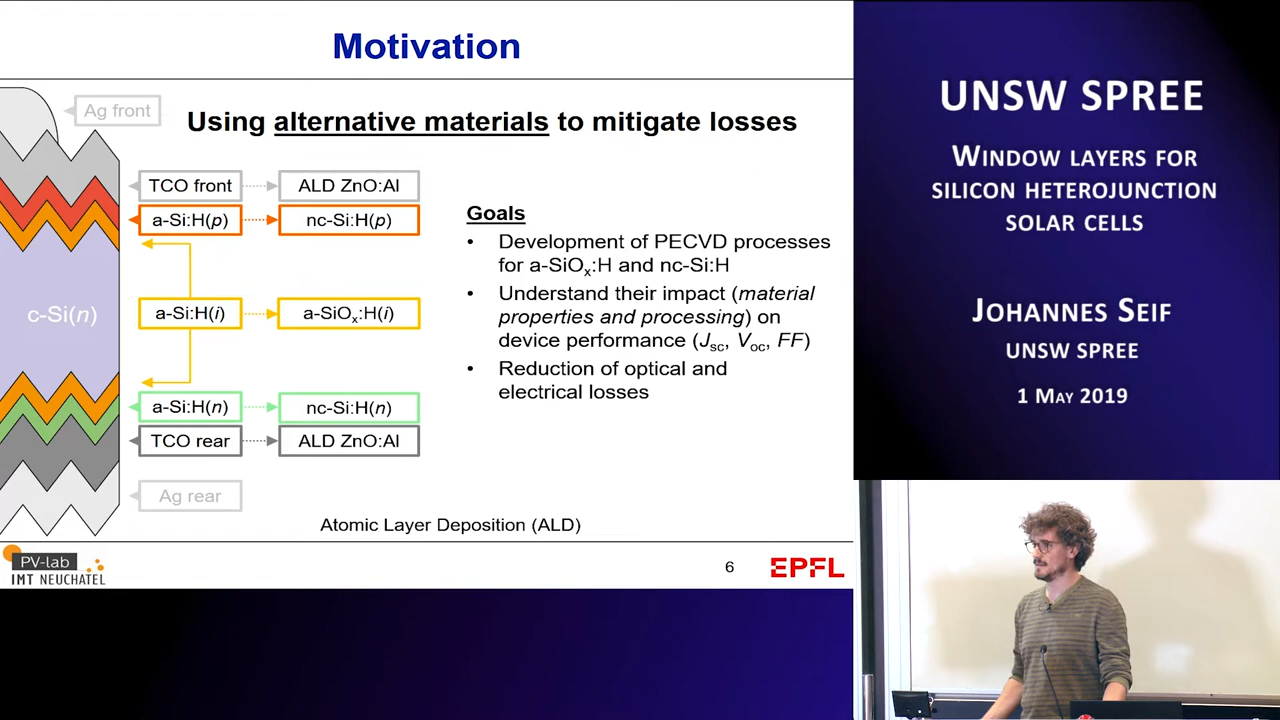 Motivation
Using alternative materials to mitigate losses
Ag front
TCO front
ALD ZnO:Al
a-Si:H(p)
nc-Si:H(p)
c-Si(n)
a-Si:H(i)
a-SiOx:H(i)
a-Si:H(n)
nc-Si:H(n)
TCO rear
ALD ZnO:Al
Ag rear
Goals
• Development of PECVD processes
for a-SiOx:H and nc-Si:H
• Understand their impact (material
properties and processing) on
device performance (Jsc, Voc, FF)
• Reduction of optical and
electrical losses
Atomic Layer Deposition (ALD)
PV-lab
IMT NEUCHATEL
6
EPFL
UNSW SPREE
WINDOW LAYERS FOR
SILICON HETEROJUNCTION
SOLAR CELLS
JOHANNES SEIF
UNSW SPREE
1 MAY 2019